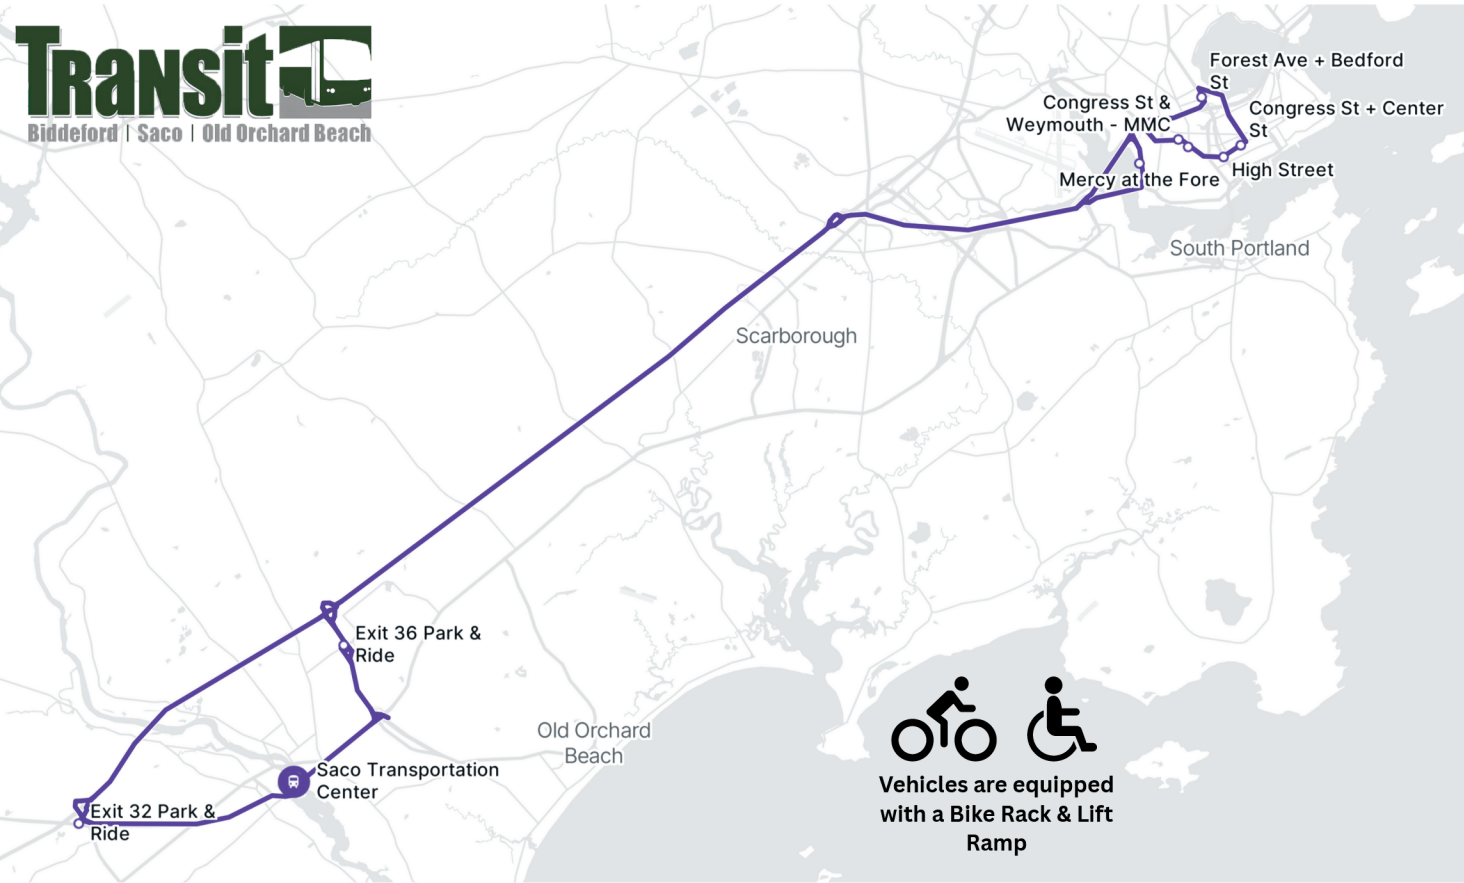 Transit
Biddeford | Saco | Old Orchard Beach
Forest Ave + Bedford
St
Congress St &
Weymouth - MMC
Congress St + Center
St
High Street
Mercy at the Fore
South Portland
Scarborough
Exit 36 Park &
Ride
Old Orchard
Beach
Saco Transportation
Center
Exit 32 Park &
Ride
Vehicles are equipped
with a Bike Rack & Lift
Ramp